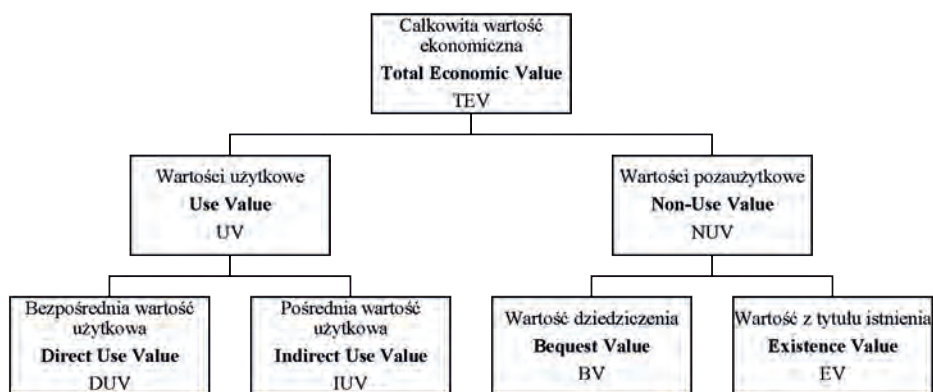 Całkowita wartość
ekonomiczna
Total Economic Value
TEV
Wartości użytkowe
Use Value
UV
Wartości pozaużytkowe
Non-Use Value
NUV
Bezpośrednia wartość
użytkowa
Direct Use Value
DUV
Pośrednia wartość
użytkowa
Indirect Use Value
IUV
Wartość dziedziczenia
Bequest Value
BV
Wartość z tytułu istnienia
Existence Value
EV